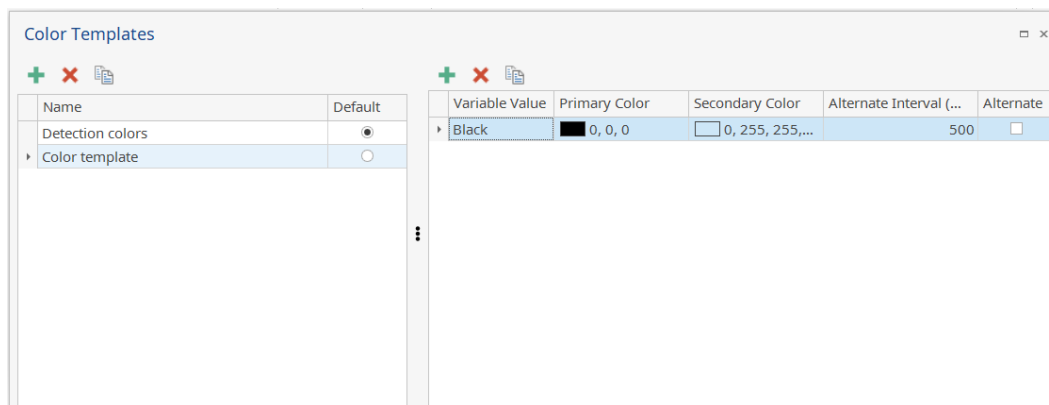 Color Templates
Name Default
Detection colors
Color template
Variable Value Primary Color Secondary Color Alternate Interval (... Alternate
Black 0, 0, 0 0, 255, 255,... 500